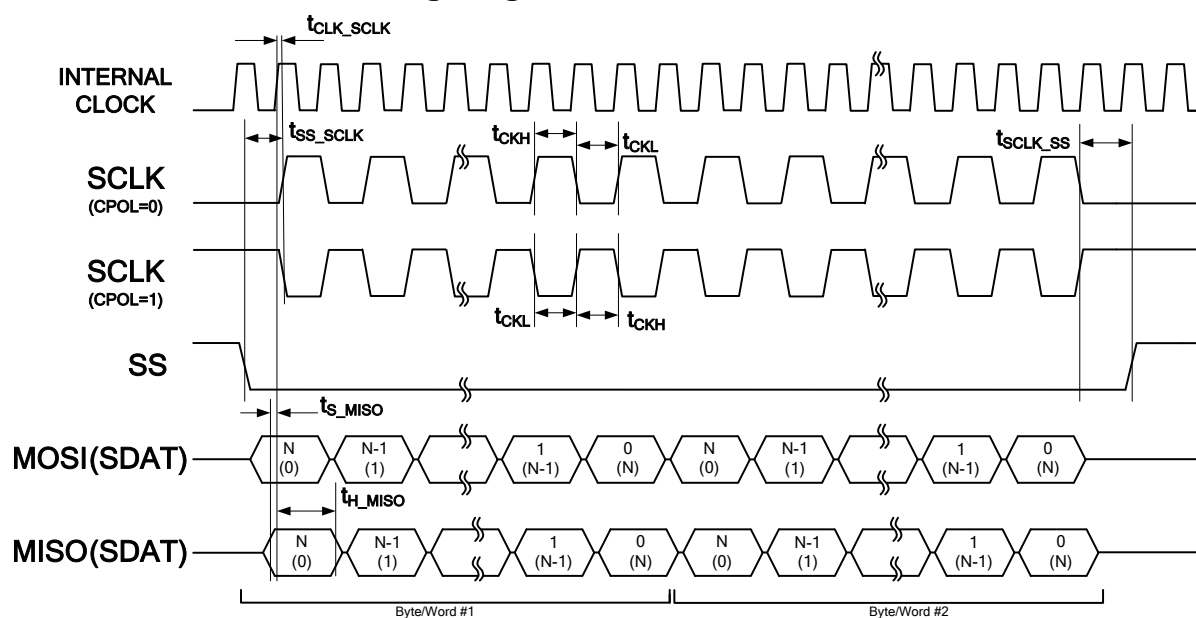 tCLK_SCLK
INTERNAL
CLOCK
tSS_SCLK
tCKH
tCKL
tSCLK_SS
SCLK
(CPOL=0)
SCLK
(CPOL=1)
tCKL
tCKH
SS
tS_MISO
MOSI(SDAT)
N N-1 1 0 N N-1 1 0
(0) (1) (N-1) (N) (0) (1) (N-1) (N)
tH_MISO
MISO(SDAT)
N N-1 1 0 N N-1 1 0
(0) (1) (N-1) (N) (0) (1) (N-1) (N)
Byte/Word #1 Byte/Word #2